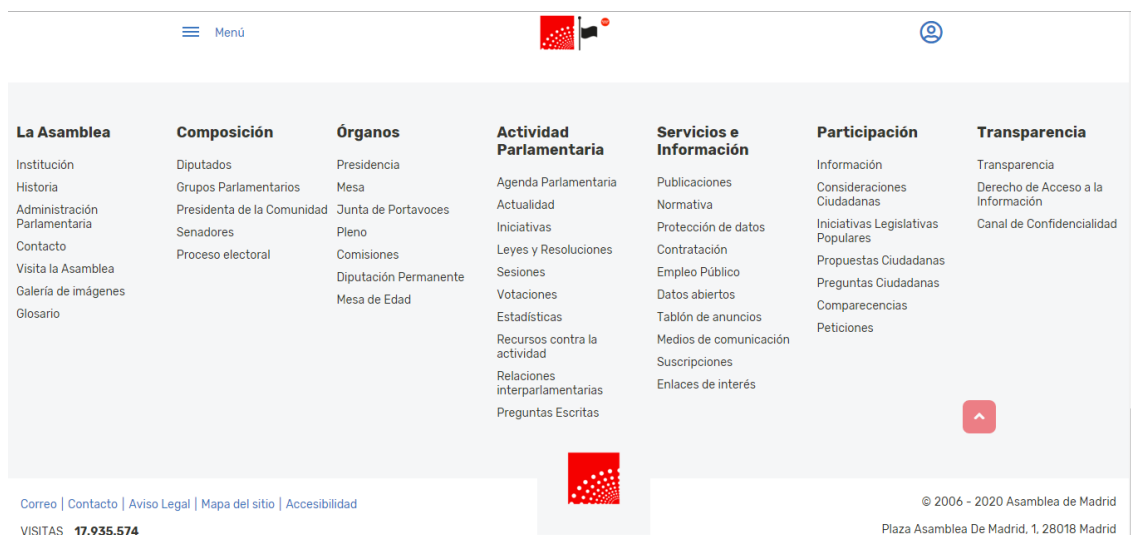 Menú
La Asamblea
Institución
Historia
Administración
Parlamentaria
Contacto
Visita la Asamblea
Galería de imágenes
Glosario
Composición
Diputados
Grupos Parlamentarios
Presidenta de la Comunidad
Senadores
Proceso electoral
Órganos
Presidencia
Mesa
Junta de Portavoces
Pleno
Comisiones
Diputación Permanente
Mesa de Edad
Actividad
Parlamentaria
Agenda Parlamentaria
Actualidad
Iniciativas
Leyes y Resoluciones
Sesiones
Votaciones
Estadísticas
Recursos contra la
actividad
Relaciones
interparlamentarias
Preguntas Escritas
Servicios e
Información
Publicaciones
Normativa
Protección de datos
Contratación
Empleo Público
Datos abiertos
Tablón de anuncios
Medios de comunicación
Suscripciones
Enlaces de interés
Participación
Información
Consideraciones
Ciudadanas
Iniciativas Legislativas
Populares
Propuestas Ciudadanas
Preguntas Ciudadanas
Comparecencias
Peticiones
Transparencia
Transparencia
Derecho de Acceso a la
Información
Canal de Confidencialidad
Correo | Contacto | Aviso Legal | Mapa del sitio | Accesibilidad
VISITAS 17.935.574
© 2006 - 2020 Asamblea de Madrid
Plaza Asamblea De Madrid, 1, 28018 Madrid